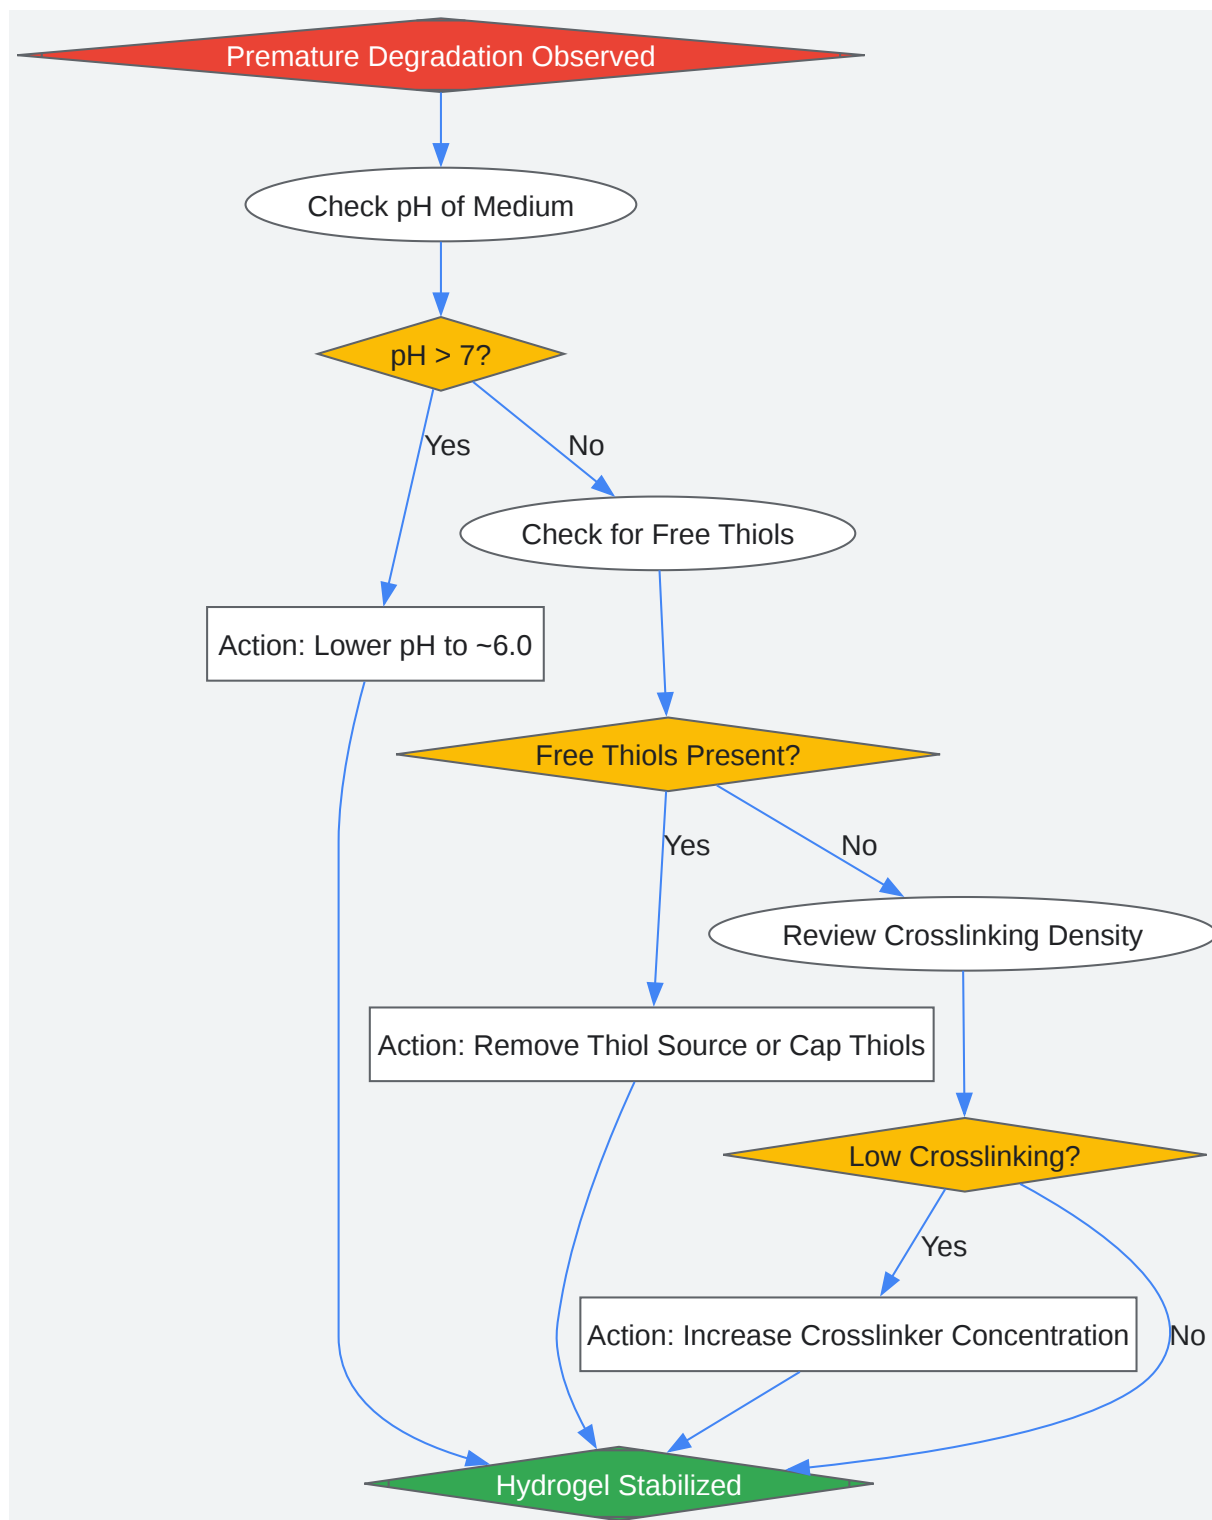 Premature Degradation Observed
Check pH of Medium
pH > 7?
Yes
No
Check for Free Thiols
Action: Lower pH to ~6.0
Free Thiols Present?
Yes
No
Review Crosslinking Density
Action: Remove Thiol Source or Cap Thiols
Low Crosslinking?
Yes
Action: Increase Crosslinker Concentration
No
Hydrogel Stabilized